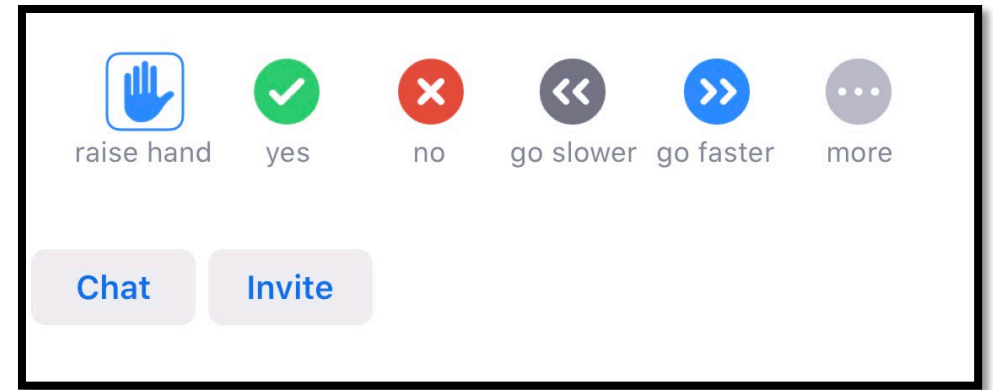 raise hand yes no go slower go faster more
Chat Invite